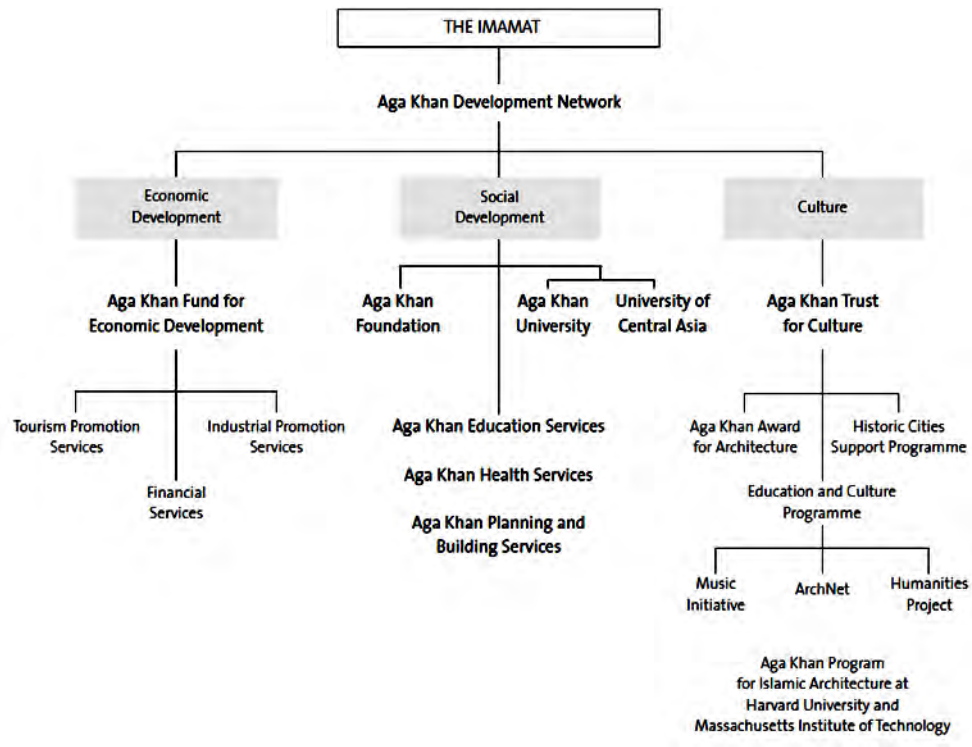 THE IMAMAT
Aga Khan Development Network
Economic
Development
Social
Development
Culture
Aga Khan Fund for
Economic Development
Aga Khan
Foundation
Aga Khan
University
University of
Central Asia
Aga Khan Trust
for Culture
Tourism Promotion
Services
Industrial Promotion
Services
Financial
Services
Aga Khan Education Services
Aga Khan Health Services
Aga Khan Planning and
Building Services
Aga Khan Award
for Architecture
Historic Cities
Support Programme
Education and Culture
Programme
Music
Initiative
ArchNet
Humanities
Project
Aga Khan Program
for Islamic Architecture at
Harvard University and
Massachusetts Institute of Technology